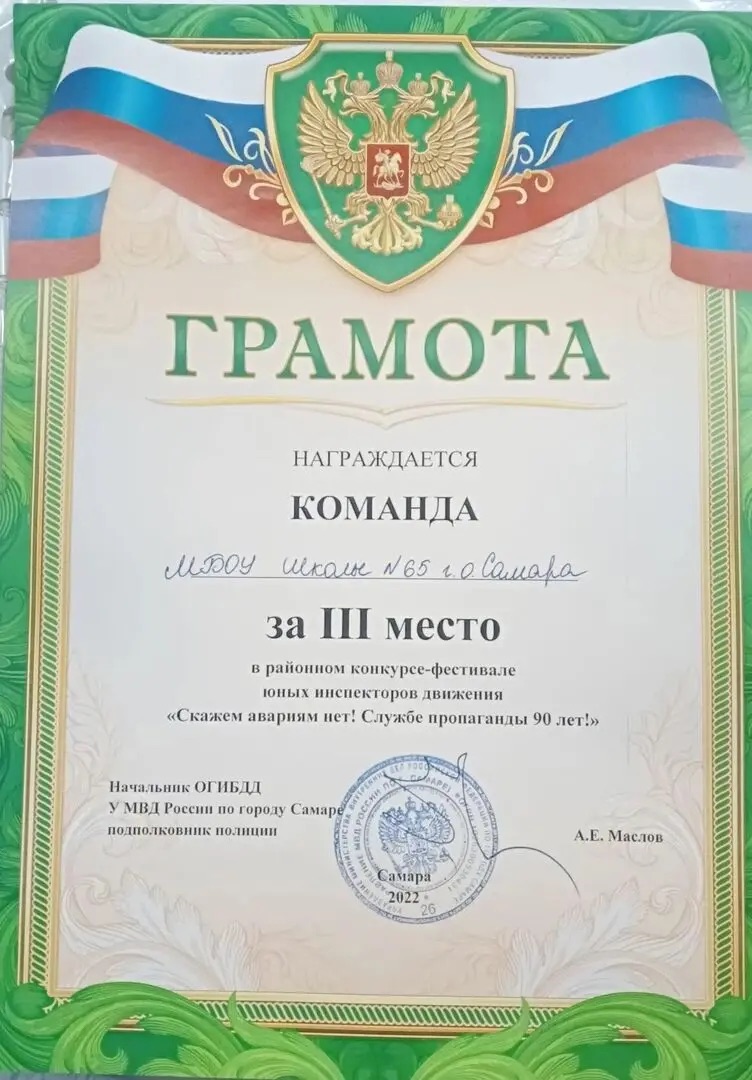 ГРАМОТА
НАГРАЖДАЕТСЯ
КОМАНДА
МБОУ Школы №65 г.о. Самара
за III место
в районном конкурсе-фестивале
юных инспекторов движения
«Скажем авариям нет! Службе пропаганды 90 лет!»
Начальник ОГИБДД
У МВД России по городу Самаре
подполковник полиции
А.Е. Маслов
Самара
2022
26